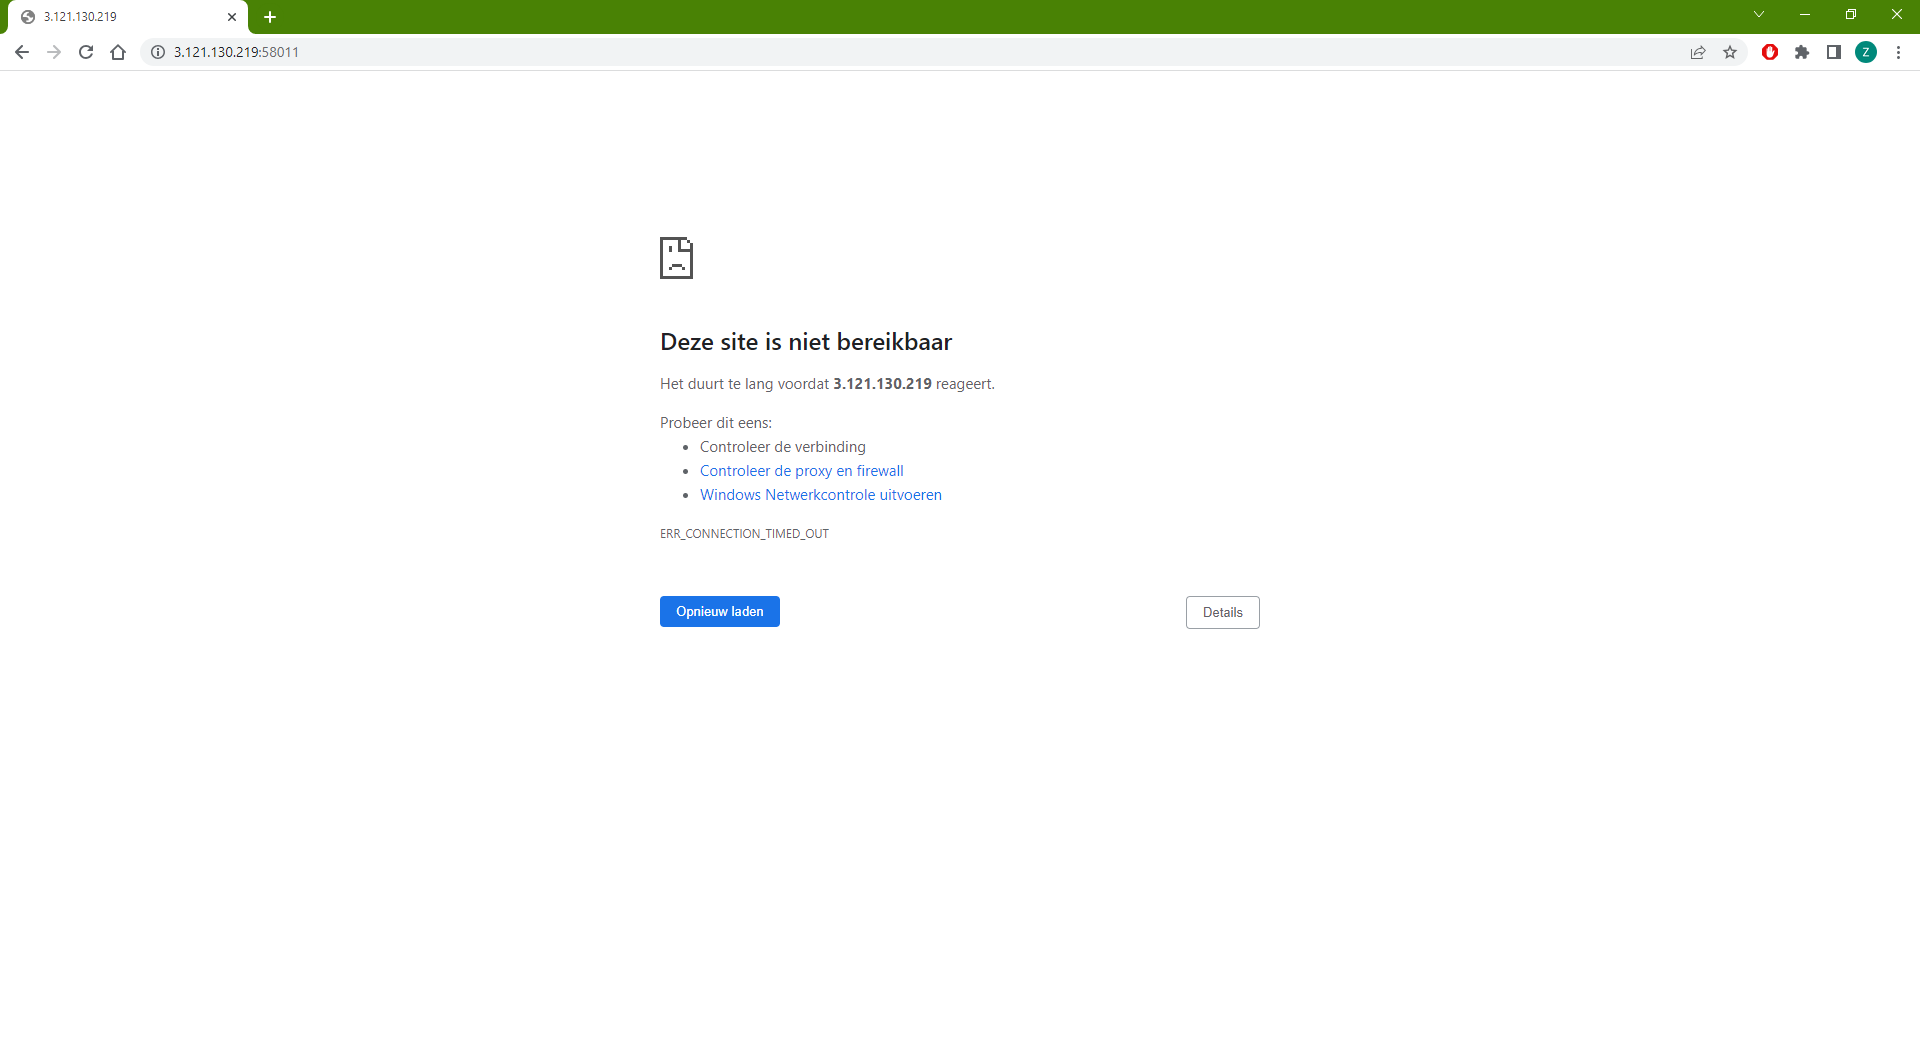 3.121.130.219
3.121.130.219:58011
Z
Deze site is niet bereikbaar
Het duurt te lang voordat 3.121.130.219 reageert.
Probeer dit eens:
Controleer de verbinding
Controleer de proxy en firewall
Windows Netwerkcontrole uitvoeren
ERR_CONNECTION_TIMED_OUT
Opnieuw laden
Details